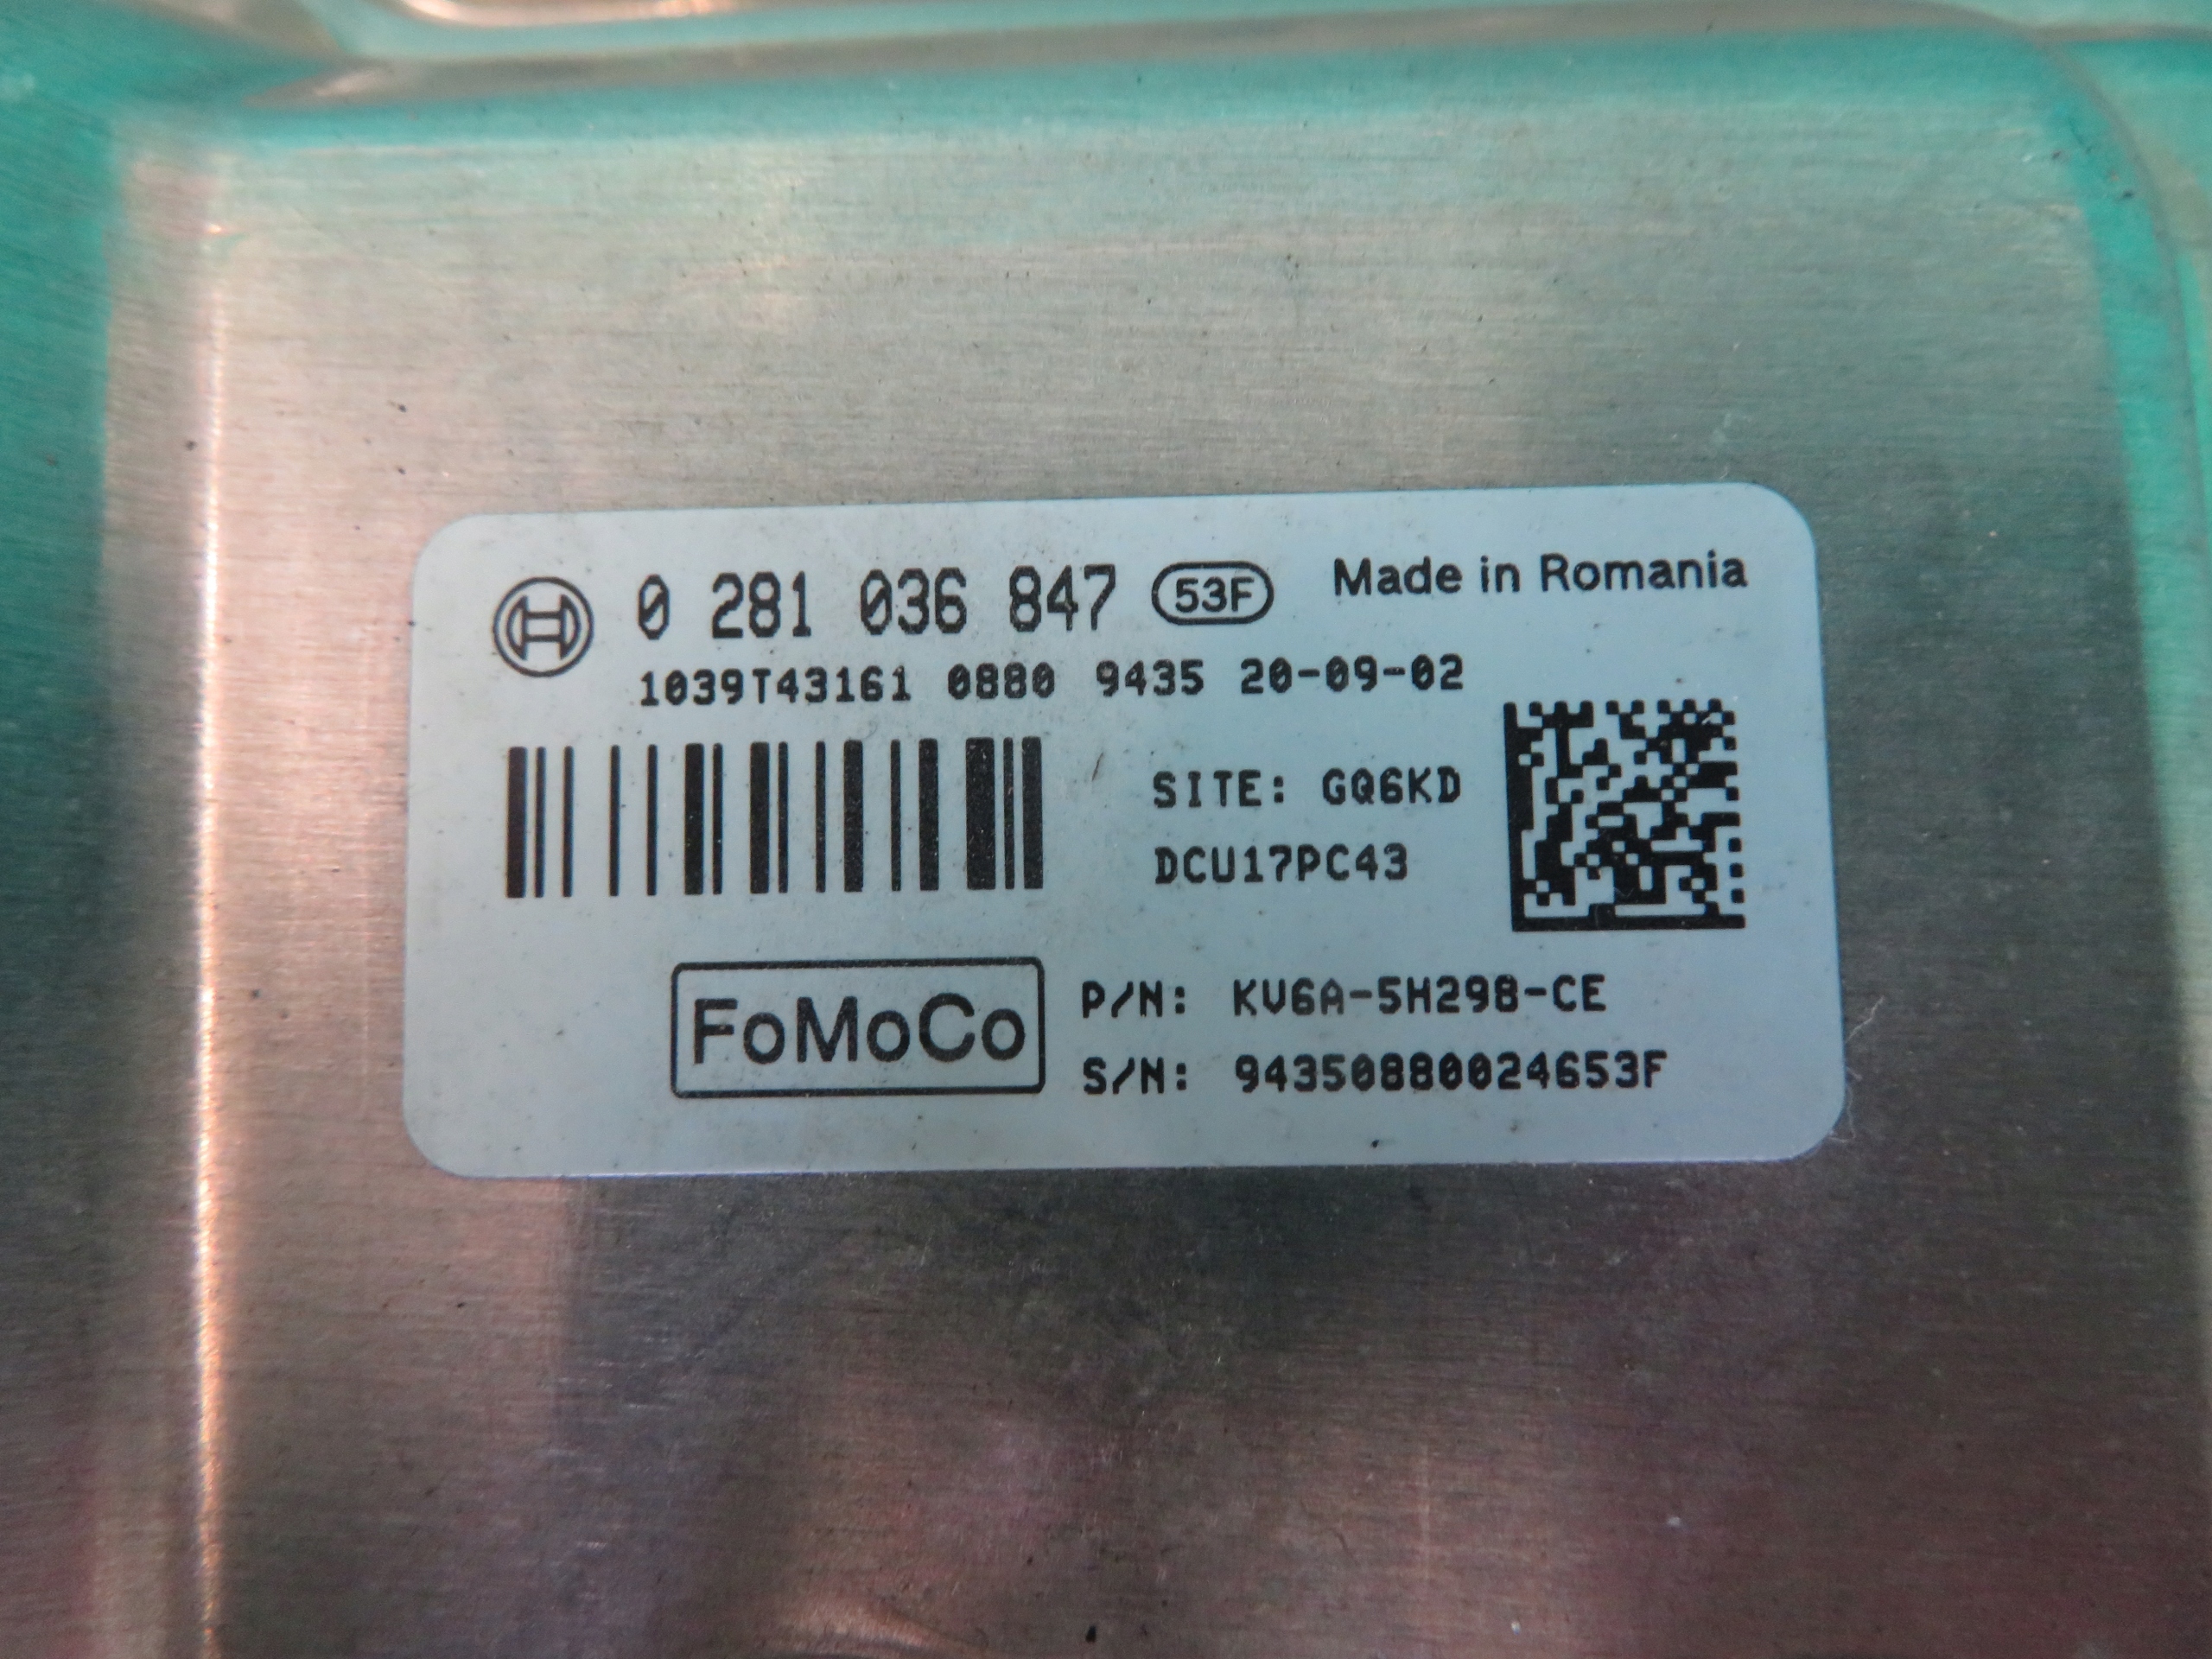 0 281 036 847 53F Made in Romania
1039T43161 0880 9435 20-09-02
SITE: GQ6KD
DCU17PC43
FoMoCo
P/N: KV6A-5H298-CE
S/N: 94350880024653F